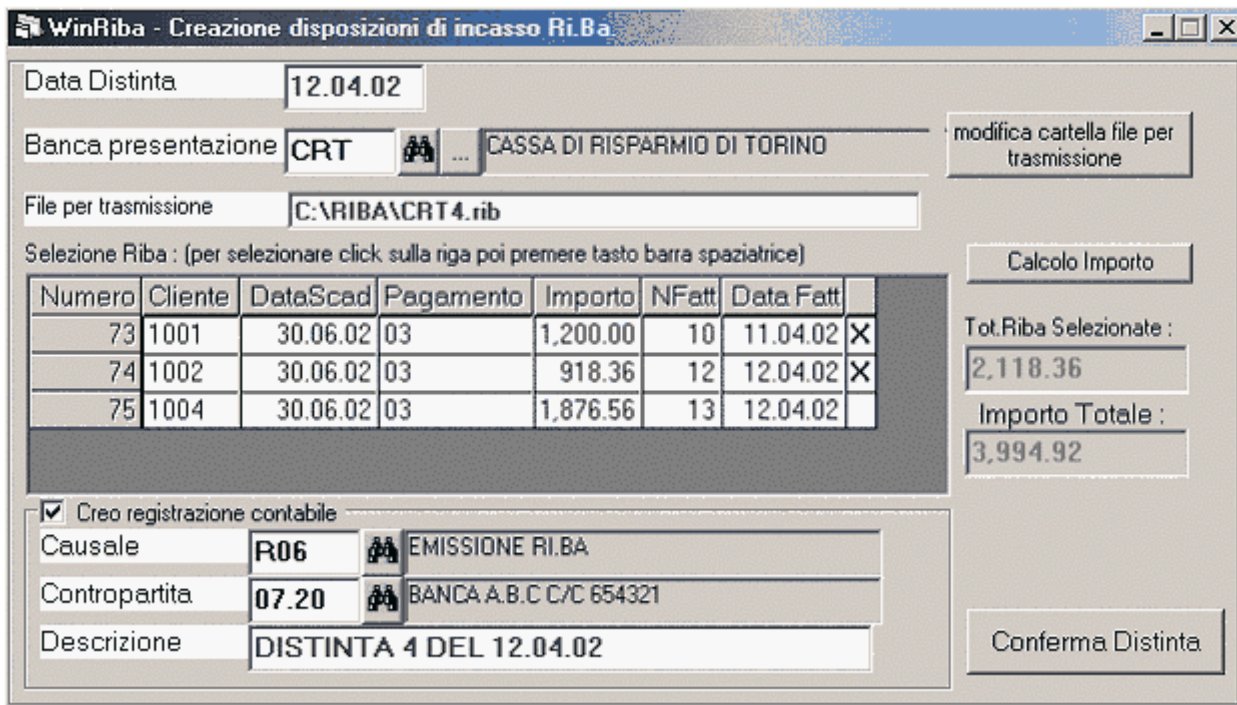 WinRiba - Creazione disposizioni di incasso Ri.Ba.
Data Distinta 12.04.02
Banca presentazione CRT ... CASSA DI RISPARMIO DI TORINO
modifica cartella file per
trasmissione
File per trasmissione C:\RIBA\CRT4.rib
Selezione Riba : (per selezionare click sulla riga poi premere tasto barra spaziatrice)
Calcolo Importo
Numero Cliente DataScad Pagamento Importo NFatt Data Fatt
73 1001 30.06.02 03 1,200.00 10 11.04.02 X
74 1002 30.06.02 03 918.36 12 12.04.02 X
75 1004 30.06.02 03 1,876.56 13 12.04.02
Tot.Riba Selezionate :
2,118.36
Importo Totale :
3,994.92
Creo registrazione contabile
Causale R06 EMISSIONE RI.BA
Contropartita 07.20 BANCA A.B.C C/C 654321
Descrizione DISTINTA 4 DEL 12.04.02
Conferma Distinta